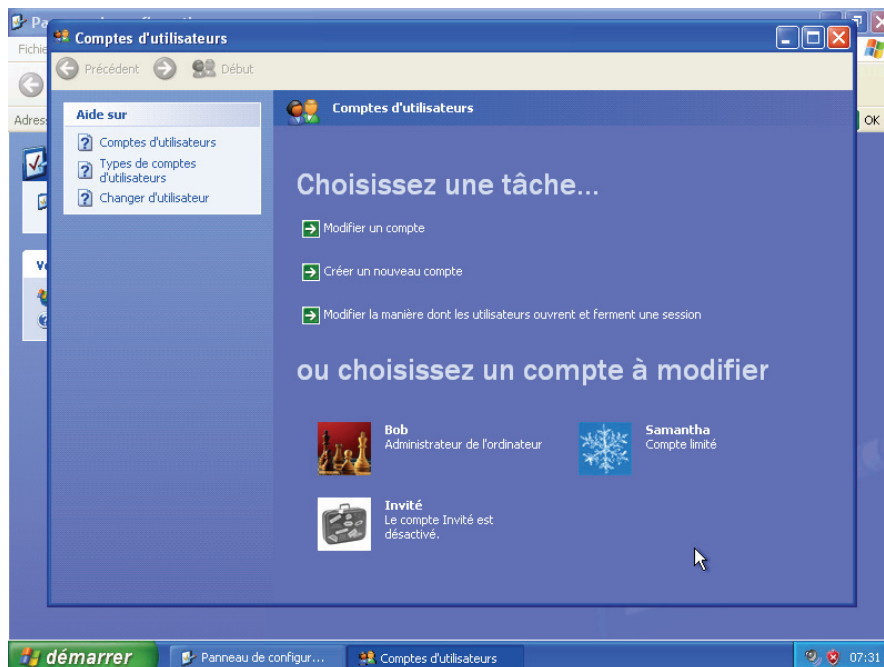 Comptes d'utilisateurs
Fichie
Précédent
Début
Adres
OK
Aide sur
Comptes d'utilisateurs
Types de comptes
d'utilisateurs
Changer d'utilisateur
Comptes d'utilisateurs
Choisissez une tâche...
Modifier un compte
Créer un nouveau compte
Modifier la manière dont les utilisateurs ouvrent et ferment une session
ou choisissez un compte à modifier
Bob
Administrateur de l'ordinateur
Samantha
Compte limité
Invité
Le compte Invité est
désactivé.
démarrer
Panneau de configur...
Comptes d'utilisateurs
07:31